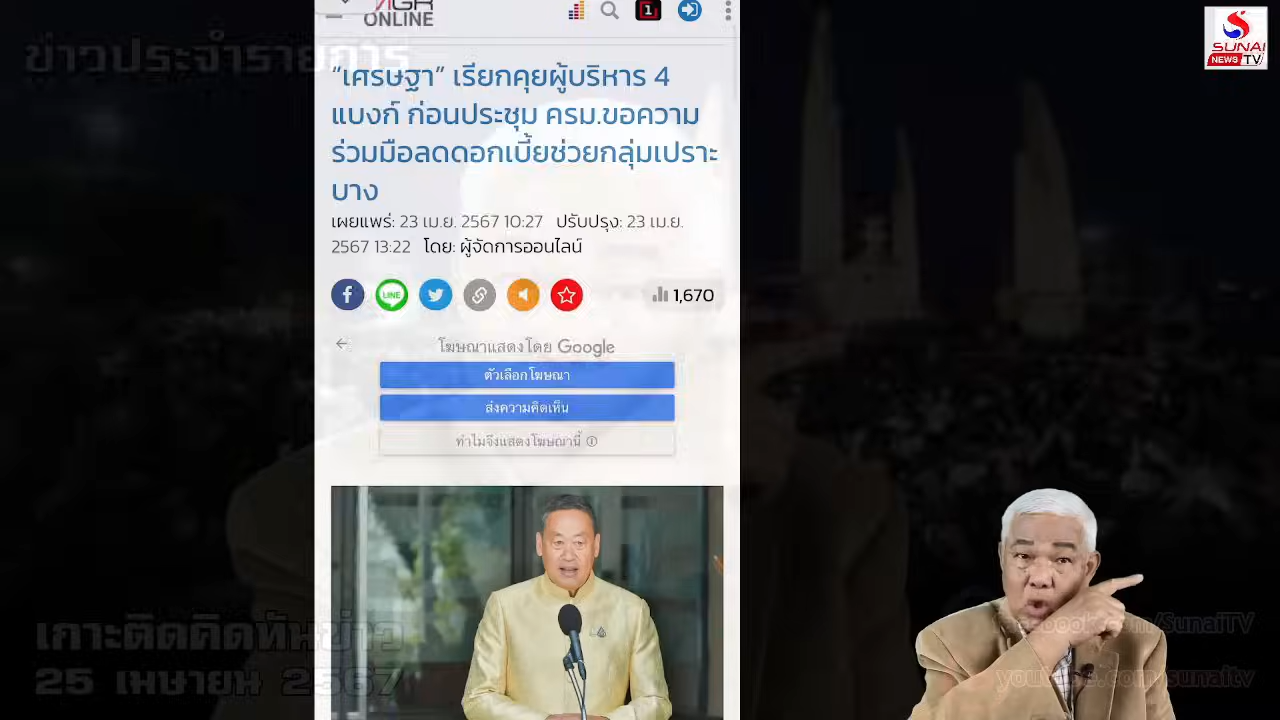 ข่าวประจำรายการ
ONLINE
1
SUNAI
NEWS TV
“เศรษฐา” เรียกคุยผู้บริหาร 4
แบงก์ ก่อนประชุม ครม.ขอความ
ร่วมมือลดดอกเบี้ยช่วยกลุ่มเปราะ
บาง
เผยแพร่: 23 เม.ย. 2567 10:27 ปรับปรุง: 23 เม.ย.
2567 13:22 โดย: ผู้จัดการออนไลน์
LINE
1,670
โฆษณาแสดงโดย Google
ตัวเลือกโฆษณา
ส่งความคิดเห็น
ทำไมจึงแสดงโฆษณานี้
เกาะติดคิดทันข่าว
25 เมษายน 2567
facebook.com/SunaiTV
youtube.com/sunaitv